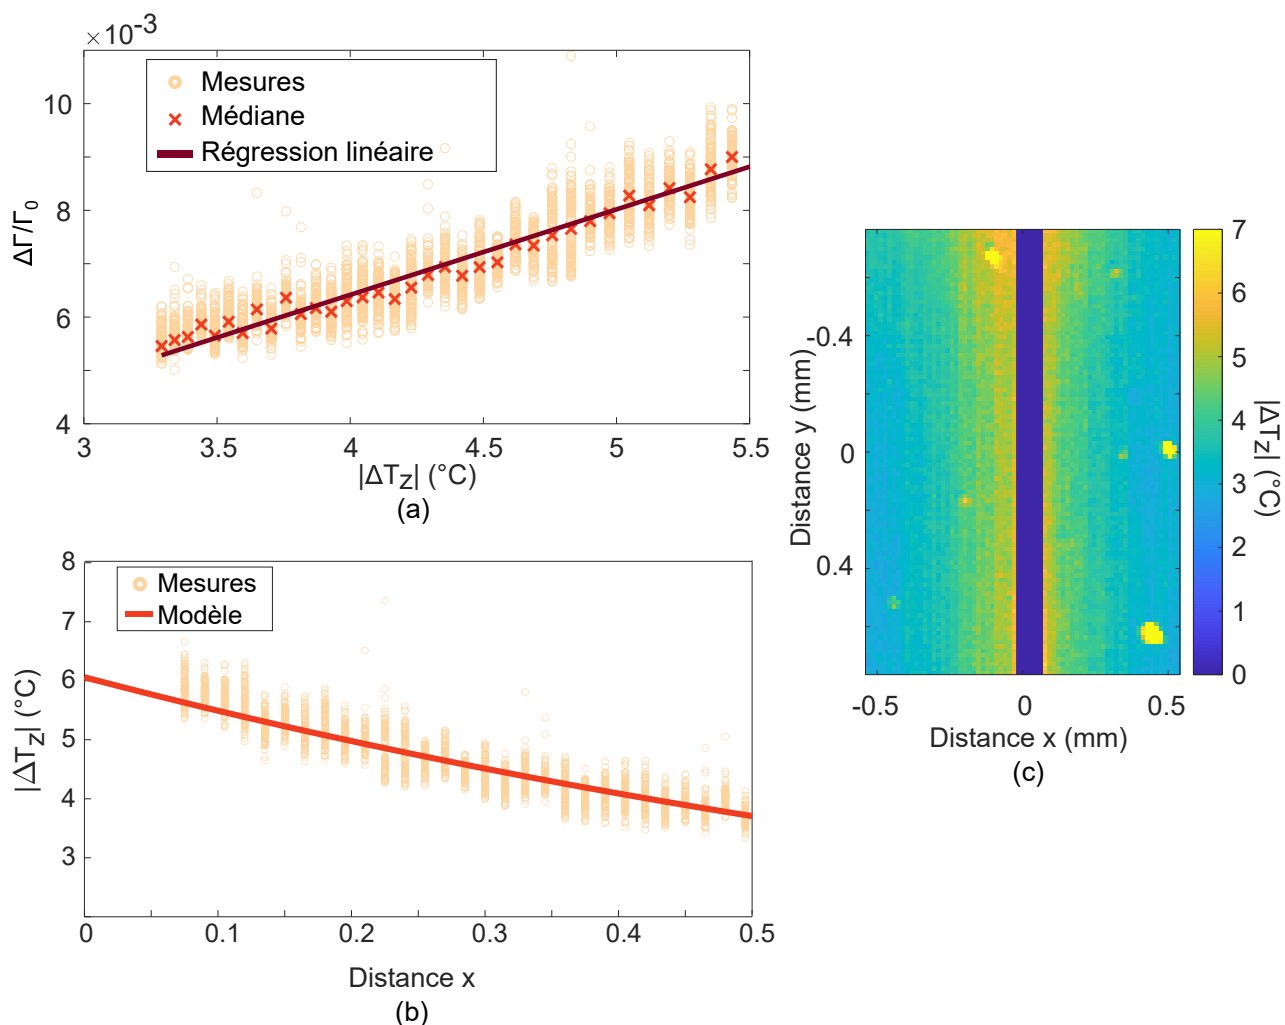 ×10⁻³
10
8
6
4
ΔΓ/Γ₀
Mesures
Médiane
Régression linéaire
3
3.5
4
4.5
5
5.5
|ΔT_Z| (°C)
(a)
8
7
6
5
4
3
|ΔT_Z| (°C)
Mesures
Modèle
0
0.1
0.2
0.3
0.4
0.5
Distance x
(b)
-0.4
0
0.4
Distance y (mm)
-0.5
0
0.5
Distance x (mm)
(c)
7
6
5
4
3
2
1
0
|ΔT_Z| (°C)